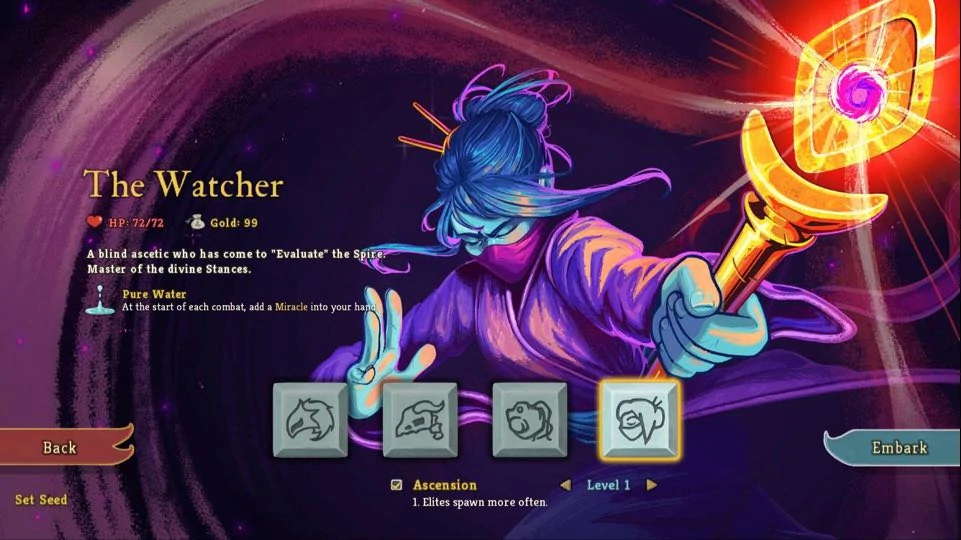 The Watcher
HP: 72/72 Gold: 99
A blind ascetic who has come to "Evaluate" the Spire.
Master of the divine Stances.
Pure Water
At the start of each combat, add a Miracle into your hand.
Back
Embark
Set Seed
Ascension Level 1
1. Elites spawn more often.